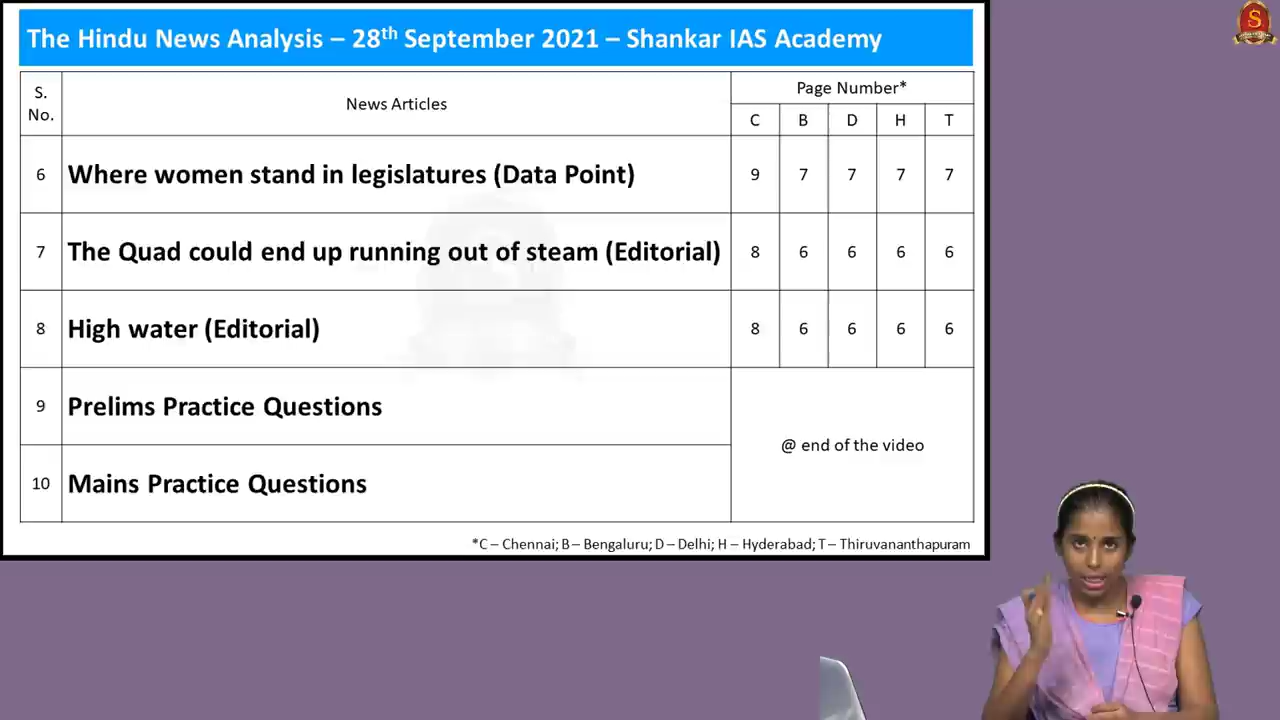 The Hindu News Analysis – 28th September 2021 – Shankar IAS Academy
S. No. News Articles Page Number*
C B D H T
6 Where women stand in legislatures (Data Point) 9 7 7 7 7
7 The Quad could end up running out of steam (Editorial) 8 6 6 6 6
8 High water (Editorial) 8 6 6 6 6
9 Prelims Practice Questions
@ end of the video
10 Mains Practice Questions
*C – Chennai; B – Bengaluru; D – Delhi; H – Hyderabad; T – Thiruvananthapuram
S